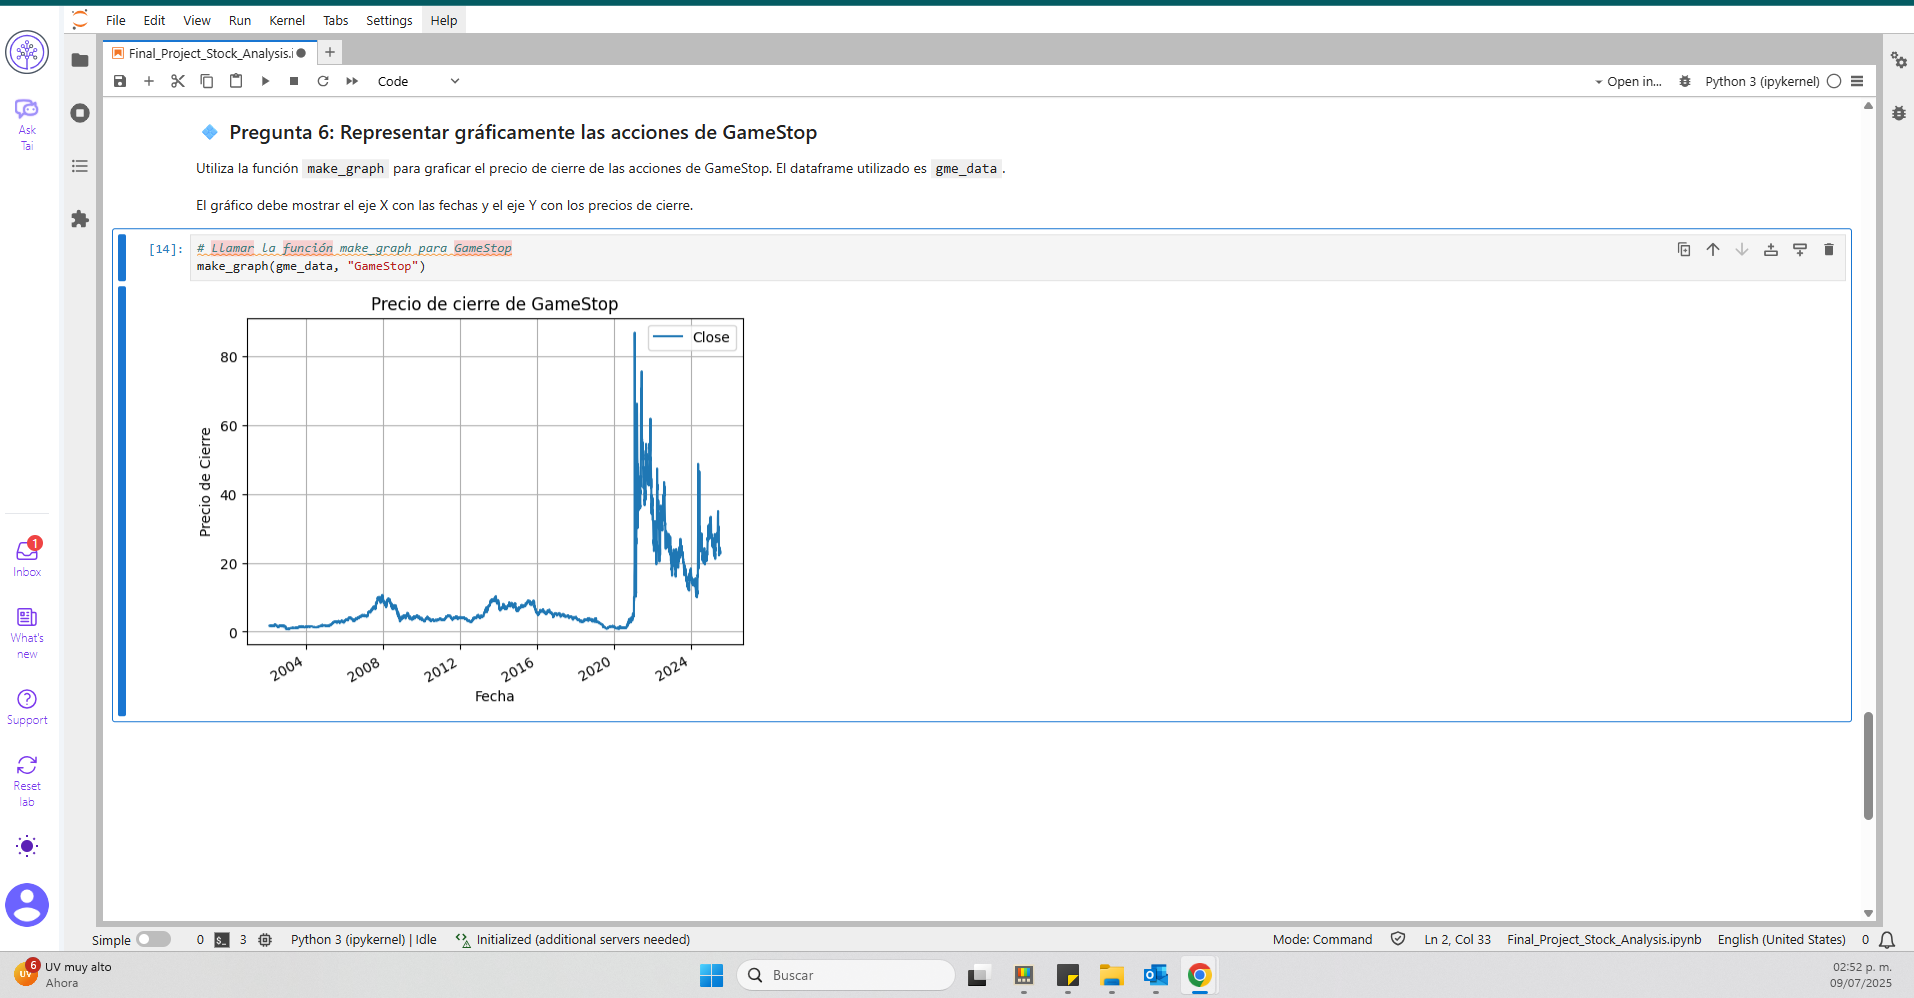 File Edit View Run Kernel Tabs Settings Help
Final_Project_Stock_Analysis.i
Code
Open in...
Python 3 (ipykernel)
Ask
Tai
Pregunta 6: Representar gráficamente las acciones de GameStop
Utiliza la función make_graph para graficar el precio de cierre de las acciones de GameStop. El dataframe utilizado es gme_data.
El gráfico debe mostrar el eje X con las fechas y el eje Y con los precios de cierre.
[14]:
# Llamar la función make_graph para GameStop
make_graph(gme_data, "GameStop")
Precio de cierre de GameStop
Close
80
60
40
20
0
Precio de Cierre
2004 2008 2012 2016 2020 2024
Fecha
1
Inbox
What's
new
Support
Reset
lab
Simple 0 $_ 3 Python 3 (ipykernel) | Idle Initialized (additional servers needed)
Mode: Command Ln 2, Col 33 Final_Project_Stock_Analysis.ipynb English (United States) 0
6
UV
UV muy alto
Ahora
Buscar
02:52 p. m.
09/07/2025